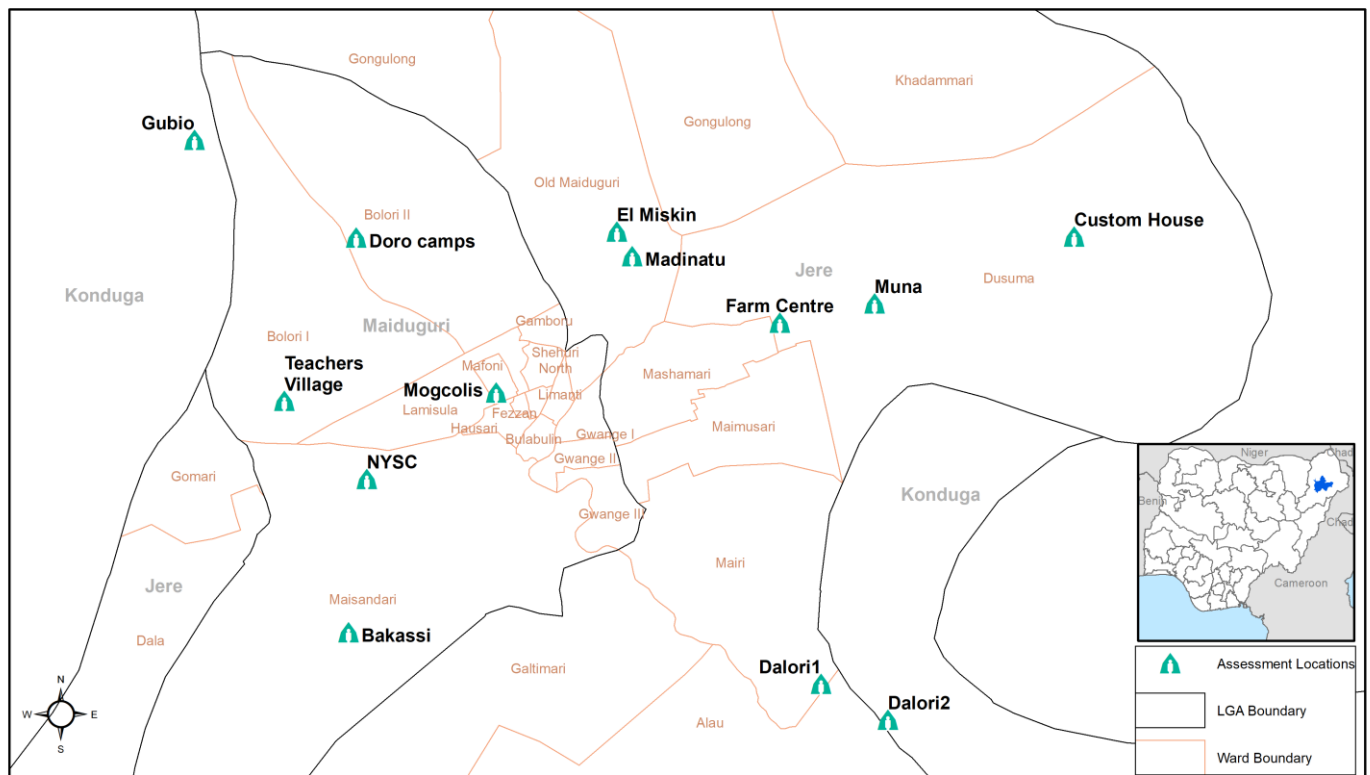 Gongulong
Khadammari
Gubio
Gongulong
Old Maiduguri
Bolori II
El Miskin
Doro camps
Custom House
Madinatu
Jere
Dusuma
Konduga
Muna
Farm Centre
Maiduguri
Gamboru
Bolori I
Shehuri
North
Teachers
Village
Mafoni
Mashamari
Mogcolis
Limanti
Lamisula
Fezzan
Hausari
Maimusari
Bulabulin
Gwange I
NYSC
Gwange II
Gomari
Konduga
Gwange III
Mairi
Jere
Maisandari
Bakassi
Dala
Galtimari
Dalori1
Dalori2
Alau
N
W
E
S
Niger
Chad
Benin
Chad
Cameroon
Assessment Locations
LGA Boundary
Ward Boundary